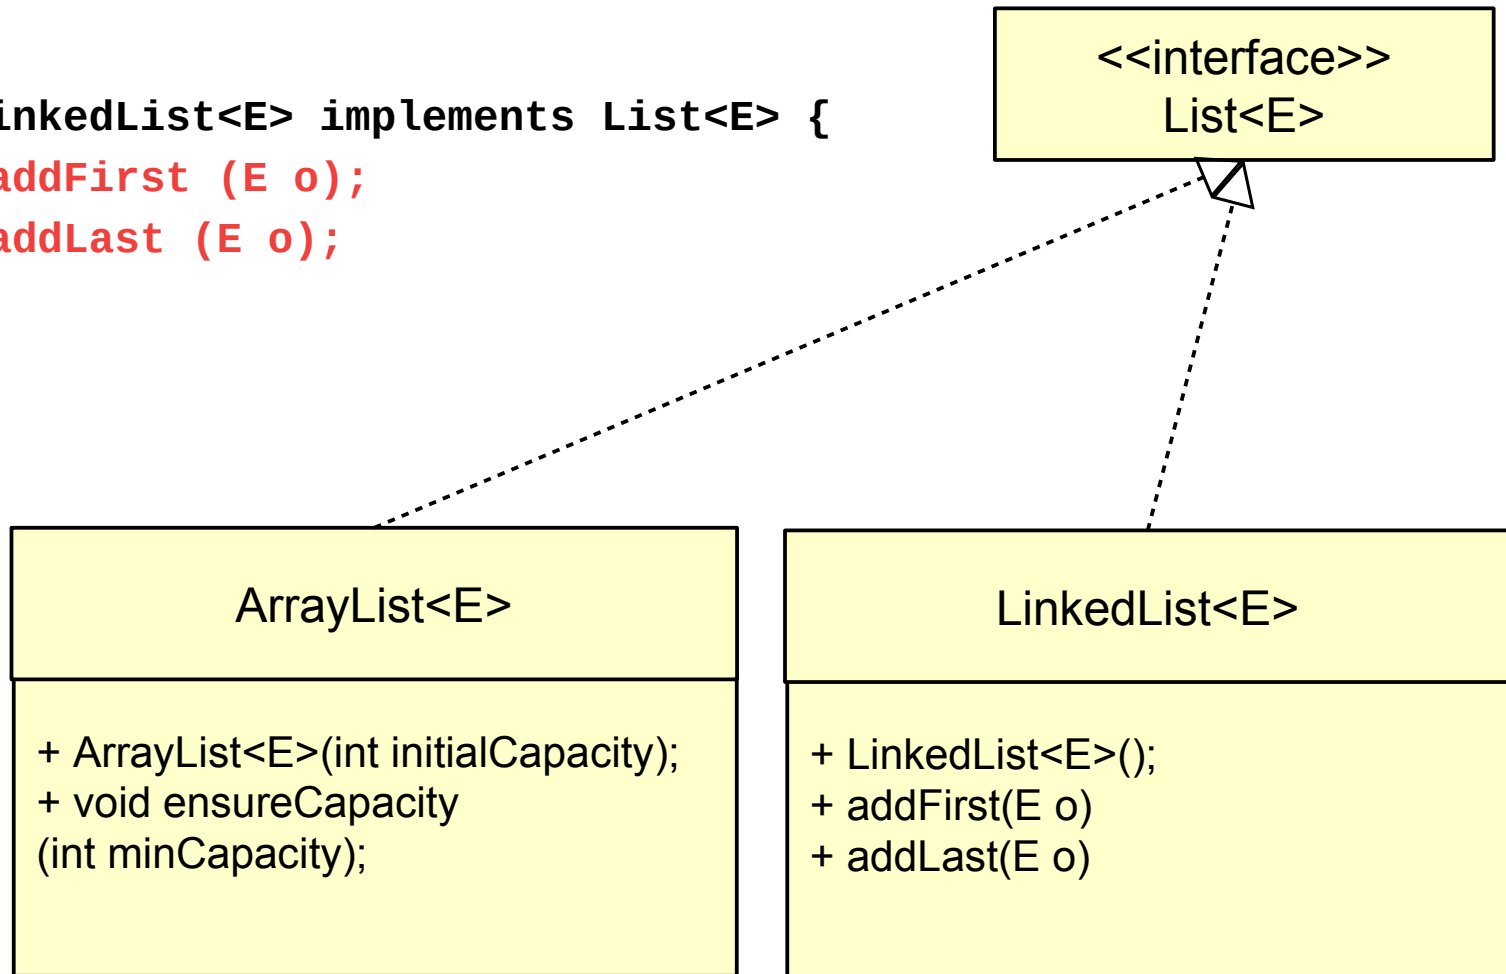 <<interface>>
List<E>
inkedList<E> implements List<E> {
addFirst (E o);
addLast (E o);
ArrayList<E>
+ ArrayList<E>(int initialCapacity);
+ void ensureCapacity
(int minCapacity);
LinkedList<E>
+ LinkedList<E>();
+ addFirst(E o)
+ addLast(E o)